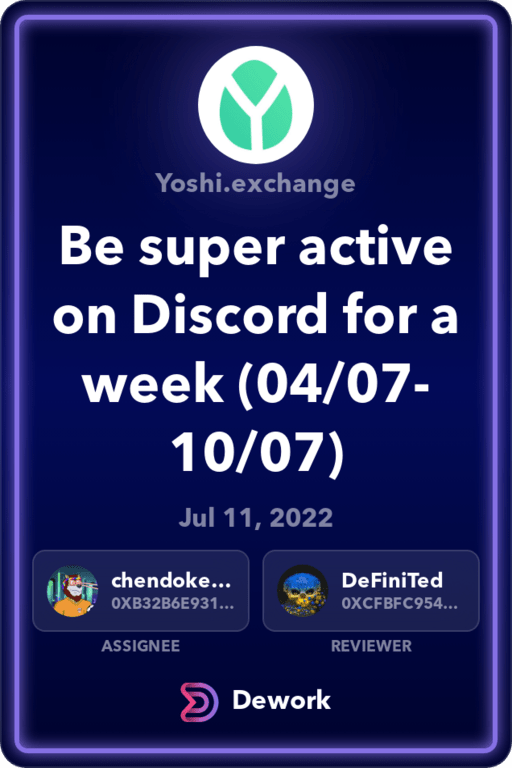 Yoshi.exchange
Be super active
on Discord for a
week (04/07-
10/07)
Jul 11, 2022
chendoke...
0XB32B6E931...
ASSIGNEE
DeFiniTed
0XCFBFC954...
REVIEWER
Dework